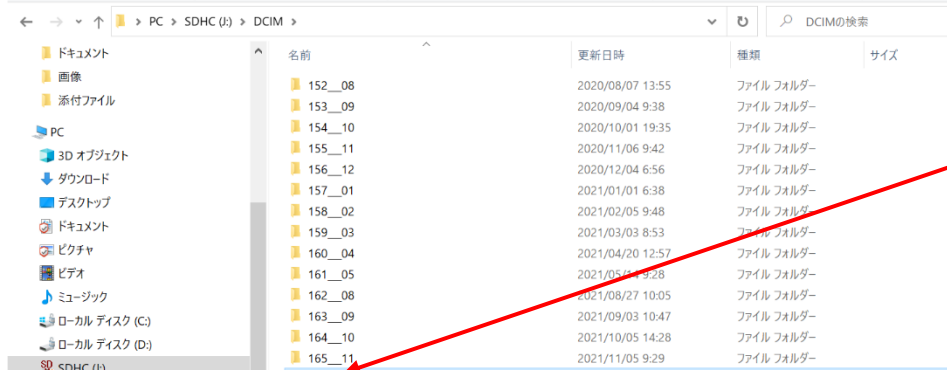 PC > SDHC (J:) > DCIM >
DCIMの検索
ドキュメント
画像
添付ファイル
PC
3D オブジェクト
ダウンロード
デスクトップ
ドキュメント
ピクチャ
ビデオ
ミュージック
ローカル ディスク (C:)
ローカル ディスク (D:)
SDHC (J:)
名前 更新日時 種類 サイズ
152__08 2020/08/07 13:55 ファイル フォルダー
153__09 2020/09/04 9:38 ファイル フォルダー
154__10 2020/10/01 19:35 ファイル フォルダー
155__11 2020/11/06 9:42 ファイル フォルダー
156__12 2020/12/04 6:56 ファイル フォルダー
157__01 2021/01/01 6:38 ファイル フォルダー
158__02 2021/02/05 9:48 ファイル フォルダー
159__03 2021/03/03 8:53 ファイル フォルダー
160__04 2021/04/20 12:57 ファイル フォルダー
161__05 2021/05/14 9:28 ファイル フォルダー
162__08 2021/08/27 10:05 ファイル フォルダー
163__09 2021/09/03 10:47 ファイル フォルダー
164__10 2021/10/05 14:28 ファイル フォルダー
165__11 2021/11/05 9:29 ファイル フォルダー